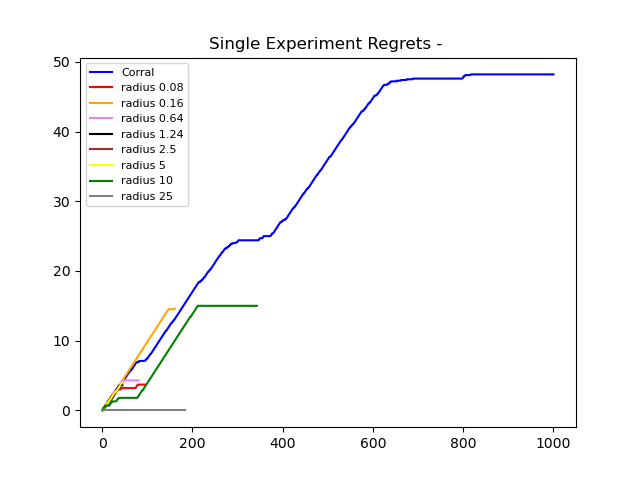 Single Experiment Regrets -
50
40
30
20
10
0
Corral
radius 0.08
radius 0.16
radius 0.64
radius 1.24
radius 2.5
radius 5
radius 10
radius 25
0 200 400 600 800 1000